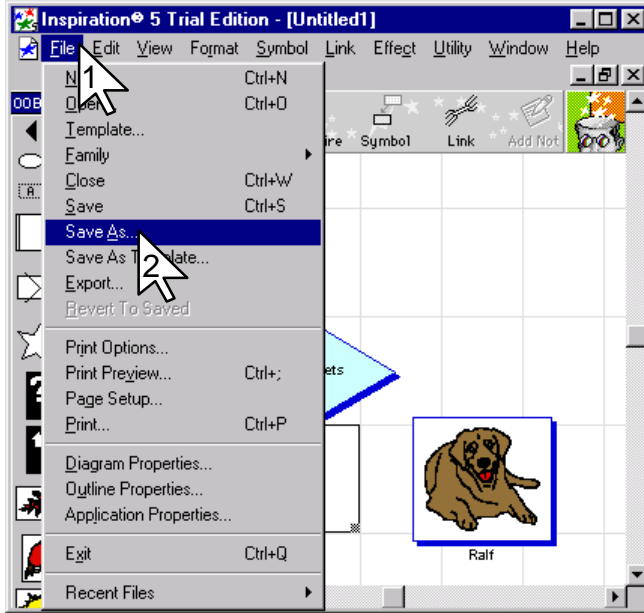 Inspiration® 5 Trial Edition - [Untitled1]
File Edit View Format Symbol Link Effect Utility Window Help
1
Ctrl+N
Ctrl+O
Template...
Family
Close Ctrl+W
Save Ctrl+S
Save As...
Save As
2
Export...
Revert To Saved
Print Options...
Print Preview... Ctrl+;
Page Setup...
Print... Ctrl+P
Diagram Properties...
Outline Properties...
Application Properties...
Exit Ctrl+Q
Recent Files
Symbol Link Add Not
Ralf